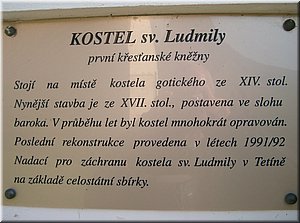 KOSTEL sv. Ludmily
první křesťanské kněžny
Stojí na místě kostela gotického ze XIV. stol.
Nynější stavba je ze XVII. stol., postavena ve slohu
baroka. V průběhu let byl kostel mnohokrát opravován.
Poslední rekonstrukce provedena v létech 1991/92
Nadací pro záchranu kostela sv. Ludmily v Tetíně
na základě celostátní sbírky.